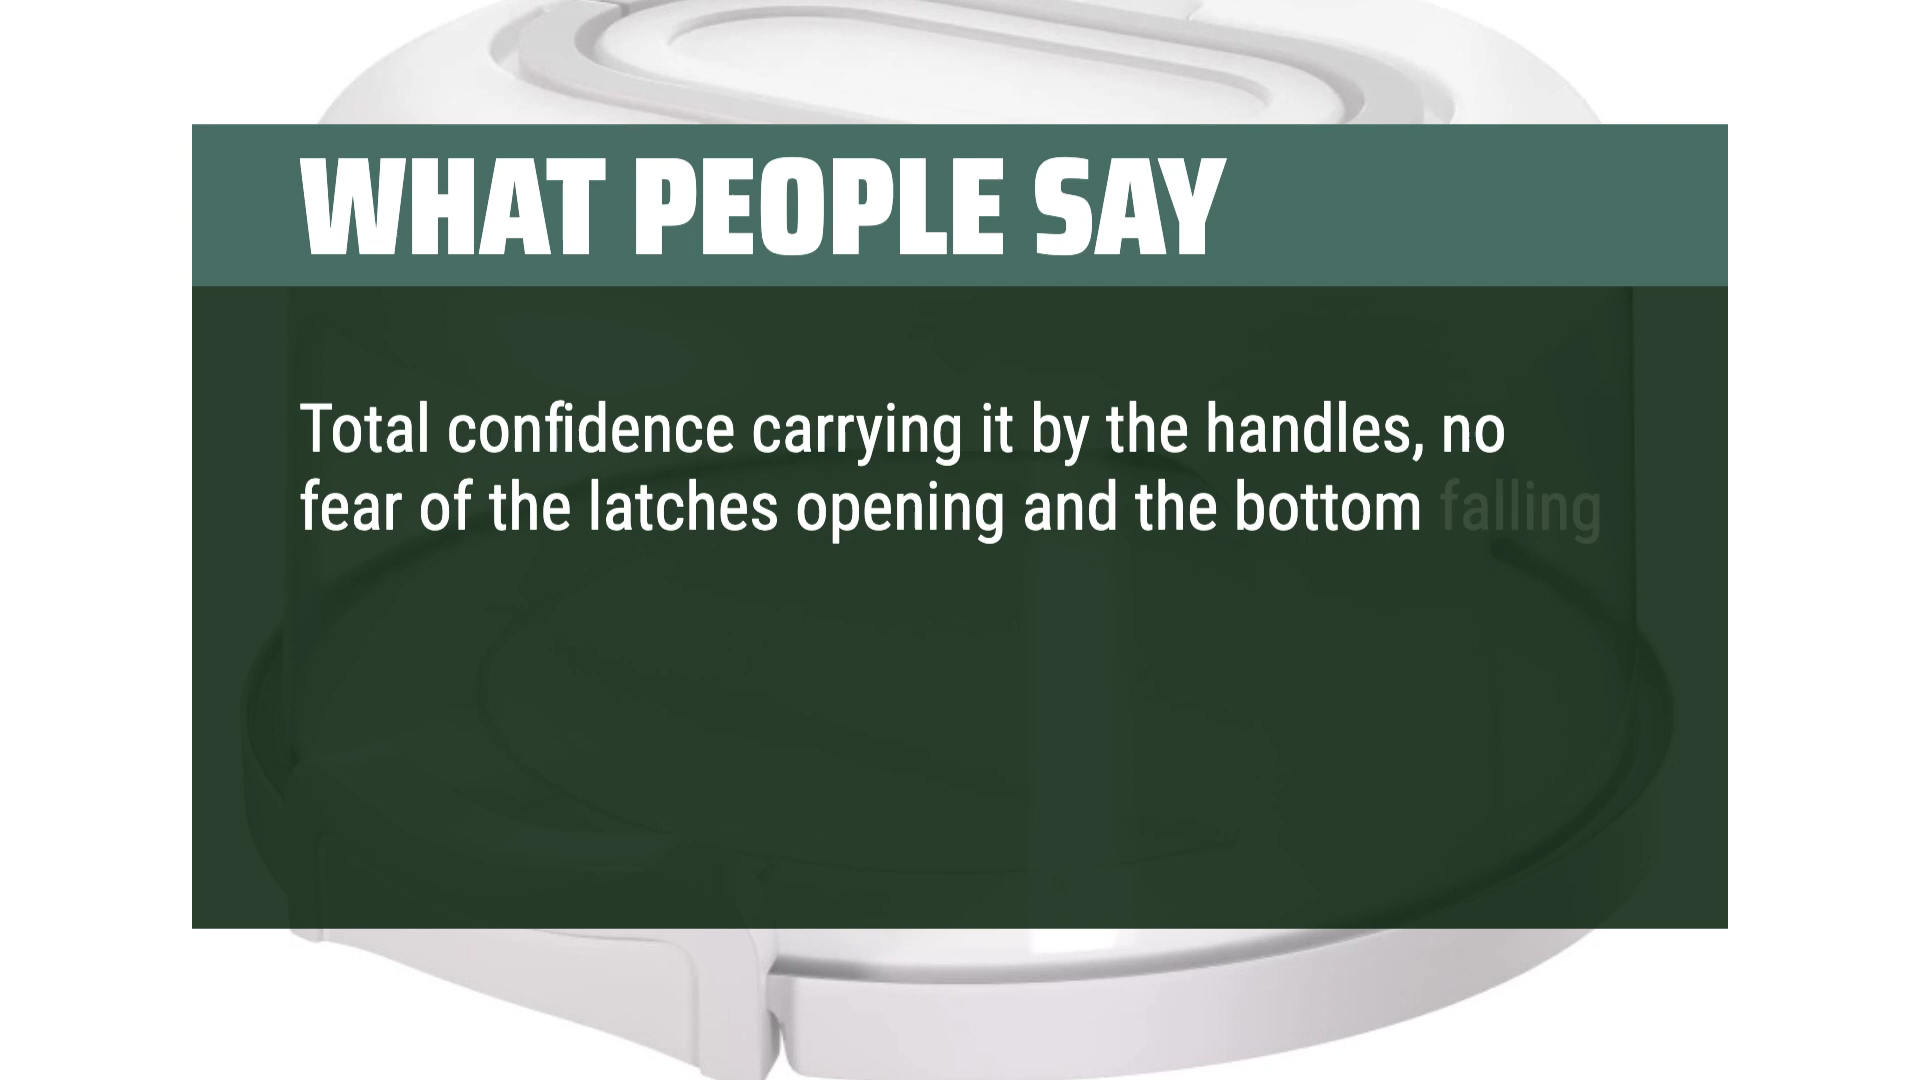 WHAT PEOPLE SAY
Total confidence carrying it by the handles, no
fear of the latches opening and the bottom falling